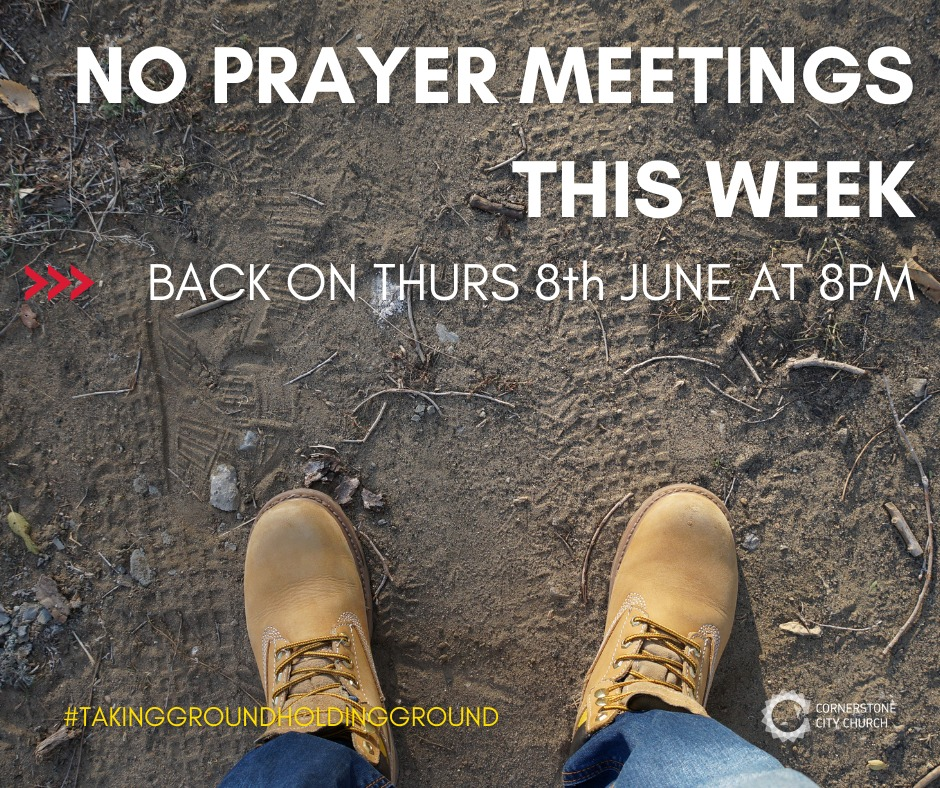 NO PRAYER MEETINGS
THIS WEEK
>>> BACK ON THURS 8th JUNE AT 8PM
#TAKINGGROUNDHOLDINGGROUND
CORNERSTONE
CITY CHURCH